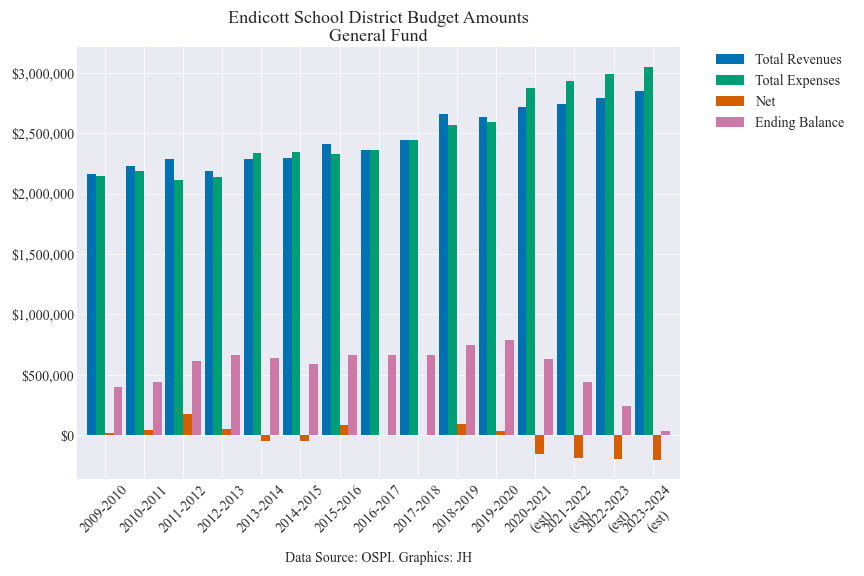 Endicott School District Budget Amounts
General Fund
Total Revenues
Total Expenses
Net
Ending Balance
$3,000,000
$2,500,000
$2,000,000
$1,500,000
$1,000,000
$500,000
$0
2009-2010
2010-2011
2011-2012
2012-2013
2013-2014
2014-2015
2015-2016
2016-2017
2017-2018
2018-2019
2019-2020
2020-2021
(est)
2021-2022
(est)
2022-2023
(est)
2023-2024
(est)
Data Source: OSPI. Graphics: JH